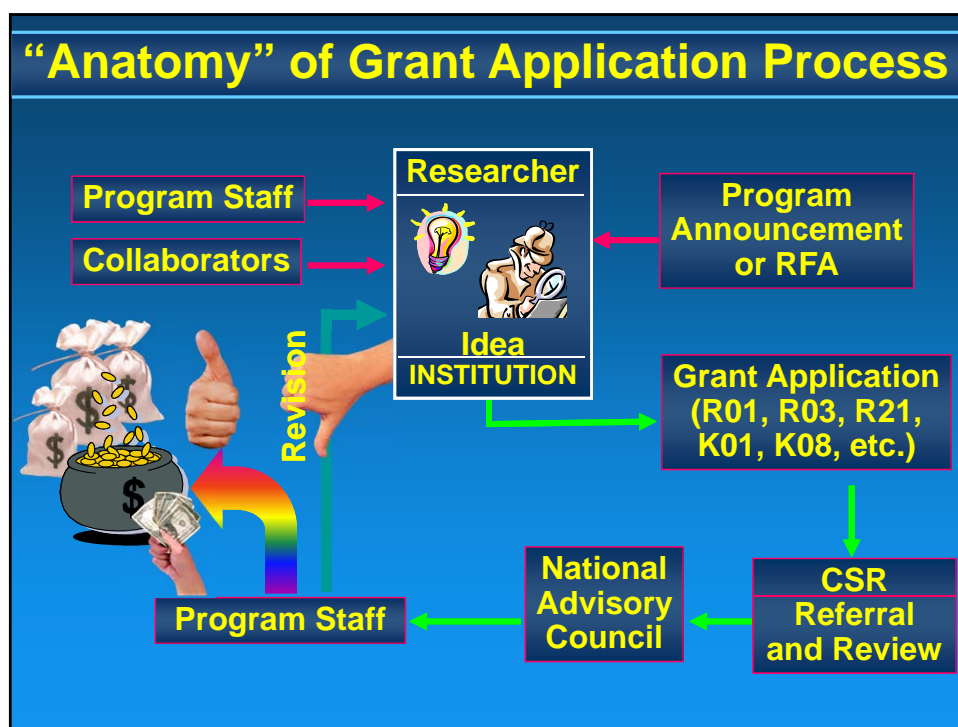 “Anatomy” of Grant Application Process
Program Staff
Collaborators
Researcher
Idea
INSTITUTION
Program
Announcement
or RFA
Revision
$
$
$
$
Grant Application
(R01, R03, R21,
K01, K08, etc.)
CSR
Referral
and Review
National
Advisory
Council
Program Staff